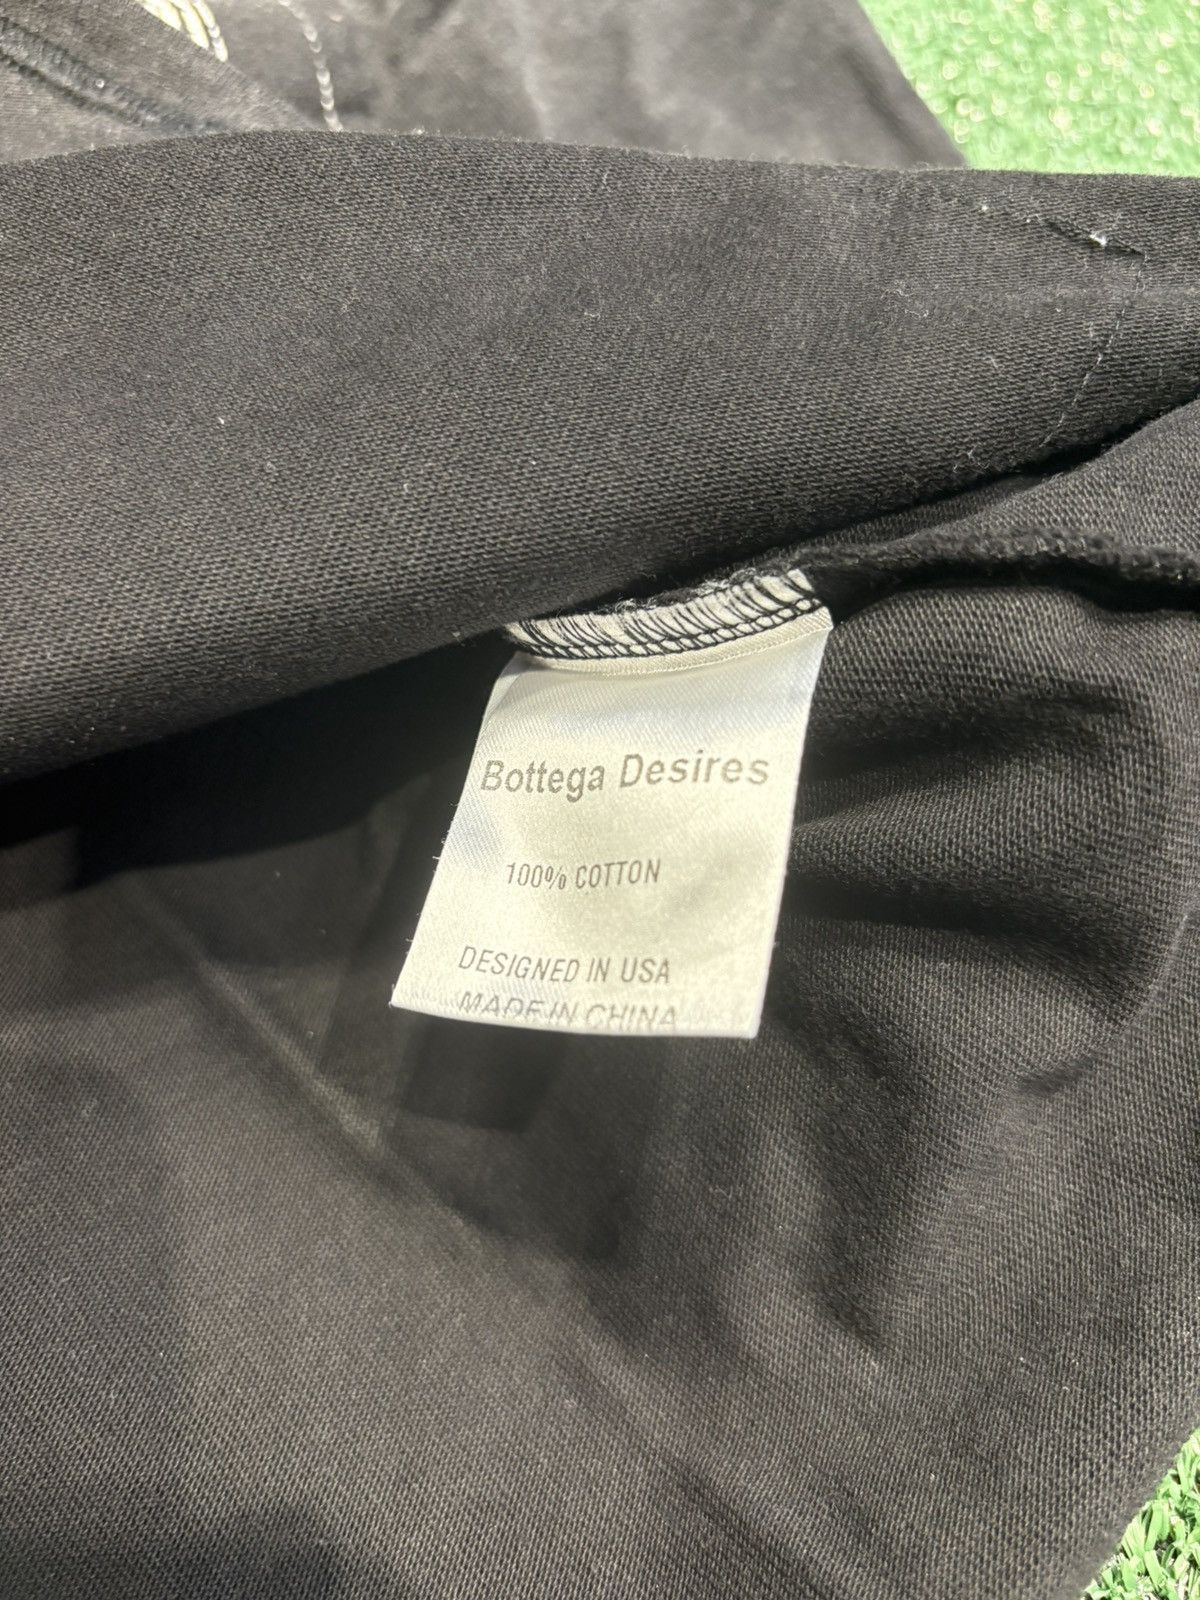 Bottega Desires
100% COTTON
DESIGNED IN USA
MADE IN CHINA